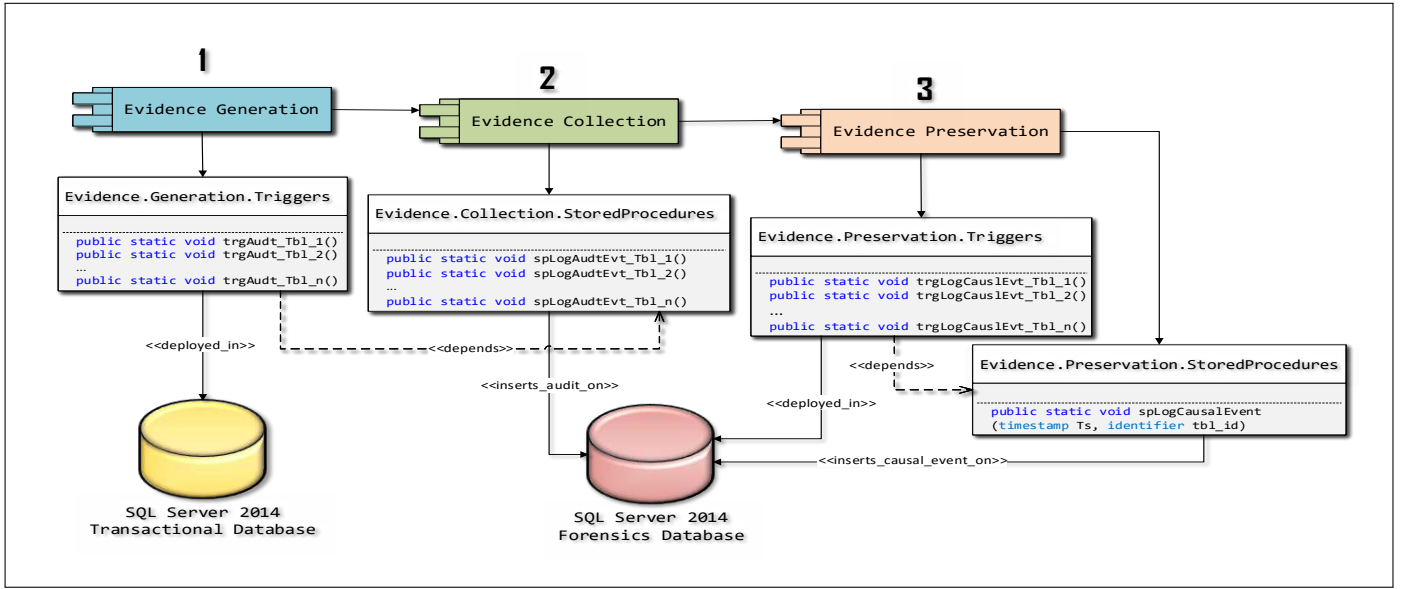 1
Evidence Generation
2
Evidence Collection
3
Evidence Preservation
Evidence.Generation.Triggers
public static void trgAudt_Tbl_1()
public static void trgAudt_Tbl_2()
...
public static void trgAudt_Tbl_n()
Evidence.Collection.StoredProcedures
public static void spLogAudtEvt_Tbl_1()
public static void spLogAudtEvt_Tbl_2()
...
public static void spLogAudtEvt_Tbl_n()
Evidence.Preservation.Triggers
public static void trgLogCauslEvt_Tbl_1()
public static void trgLogCauslEvt_Tbl_2()
...
public static void trgLogCauslEvt_Tbl_n()
<<deployed_in>>
<<depends>>
<<inserts_audit_on>>
<<depends>>
<<deployed_in>>
Evidence.Preservation.StoredProcedures
public static void spLogCausalEvent
(timestamp Ts, identifier tbl_id)
<<inserts_causal_event_on>>
SQL Server 2014
Transactional Database
SQL Server 2014
Forensics Database